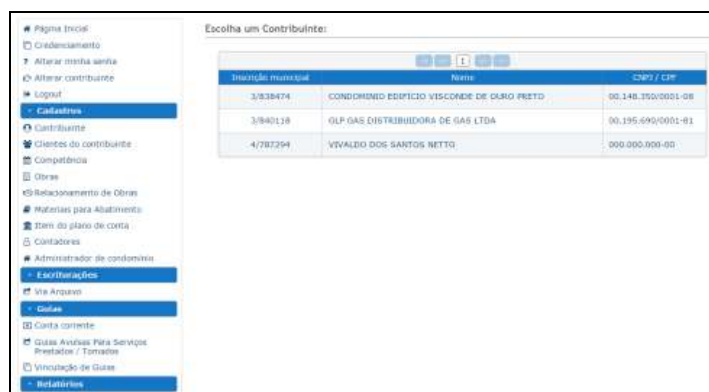 Página Inicial
Credenciamento
Alterar minha senha
Alterar contribuinte
Logout
Cadastros
Contribuinte
Clientes do contribuinte
Competência
Obras
Relacionamento de Obras
Materiais para Abatimento
Item do plano de conta
Contadores
Administrador de condomínio
Escriturações
Via Arquivo
Guias
Conta corrente
Guias Avulsas Para Serviços
Prestados / Tomados
Vinculação de Guias
Relatórios
Escolha um Contribuinte:
1
Inscrição municipal Nome CNPJ / CPF
3/838474 CONDOMINIO EDIFICIO VISCONDE DE OURO PRETO 00.148.350/0001-08
3/840118 GLP GAS DISTRIBUIDORA DE GAS LTDA 00.195.690/0001-81
4/787294 VIVALDO DOS SANTOS NETTO 000.000.000-00